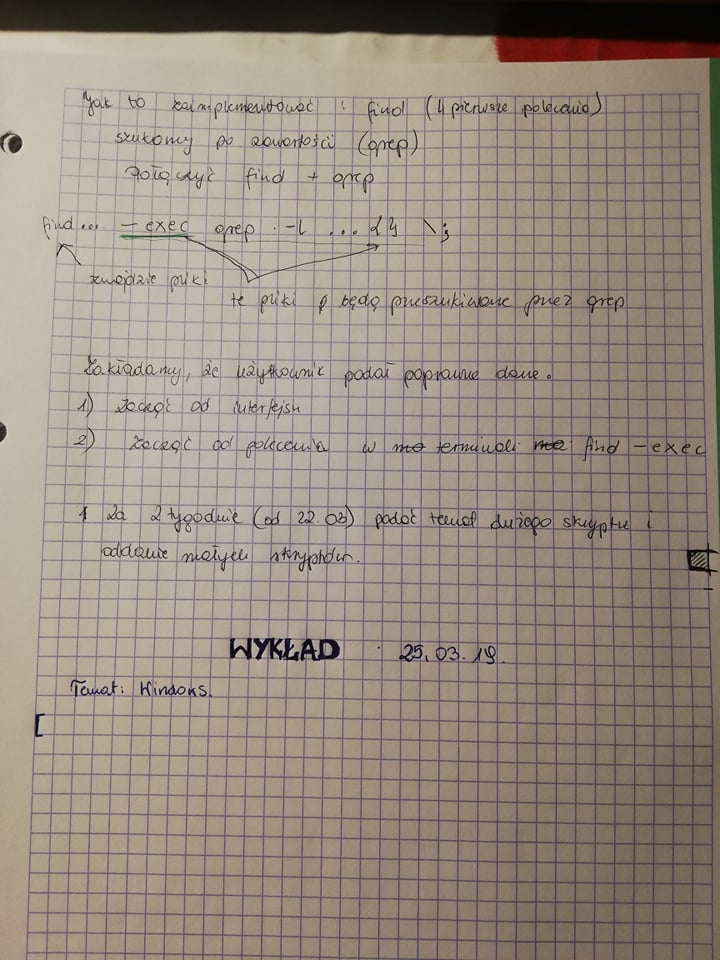 Jak to zaimplementować: find (4 pierwsze polecenia)
szukamy po zawartości (grep)
połączyć find + grep
find... -exec grep -l ... {} \;
znajdzie pliki
te pliki będą przeszukiwane przez grep
Zakładamy, że użytkownik podał poprawne dane.
1) Zacząć od interfejsu
2) Zacząć od polecenia w terminali find -exec
Za 2 tygodnie (od 22.03) podać temat dużego skryptu i
oddanie małych skryptów.
WYKŁAD 25.03.19.
Temat: Windows.